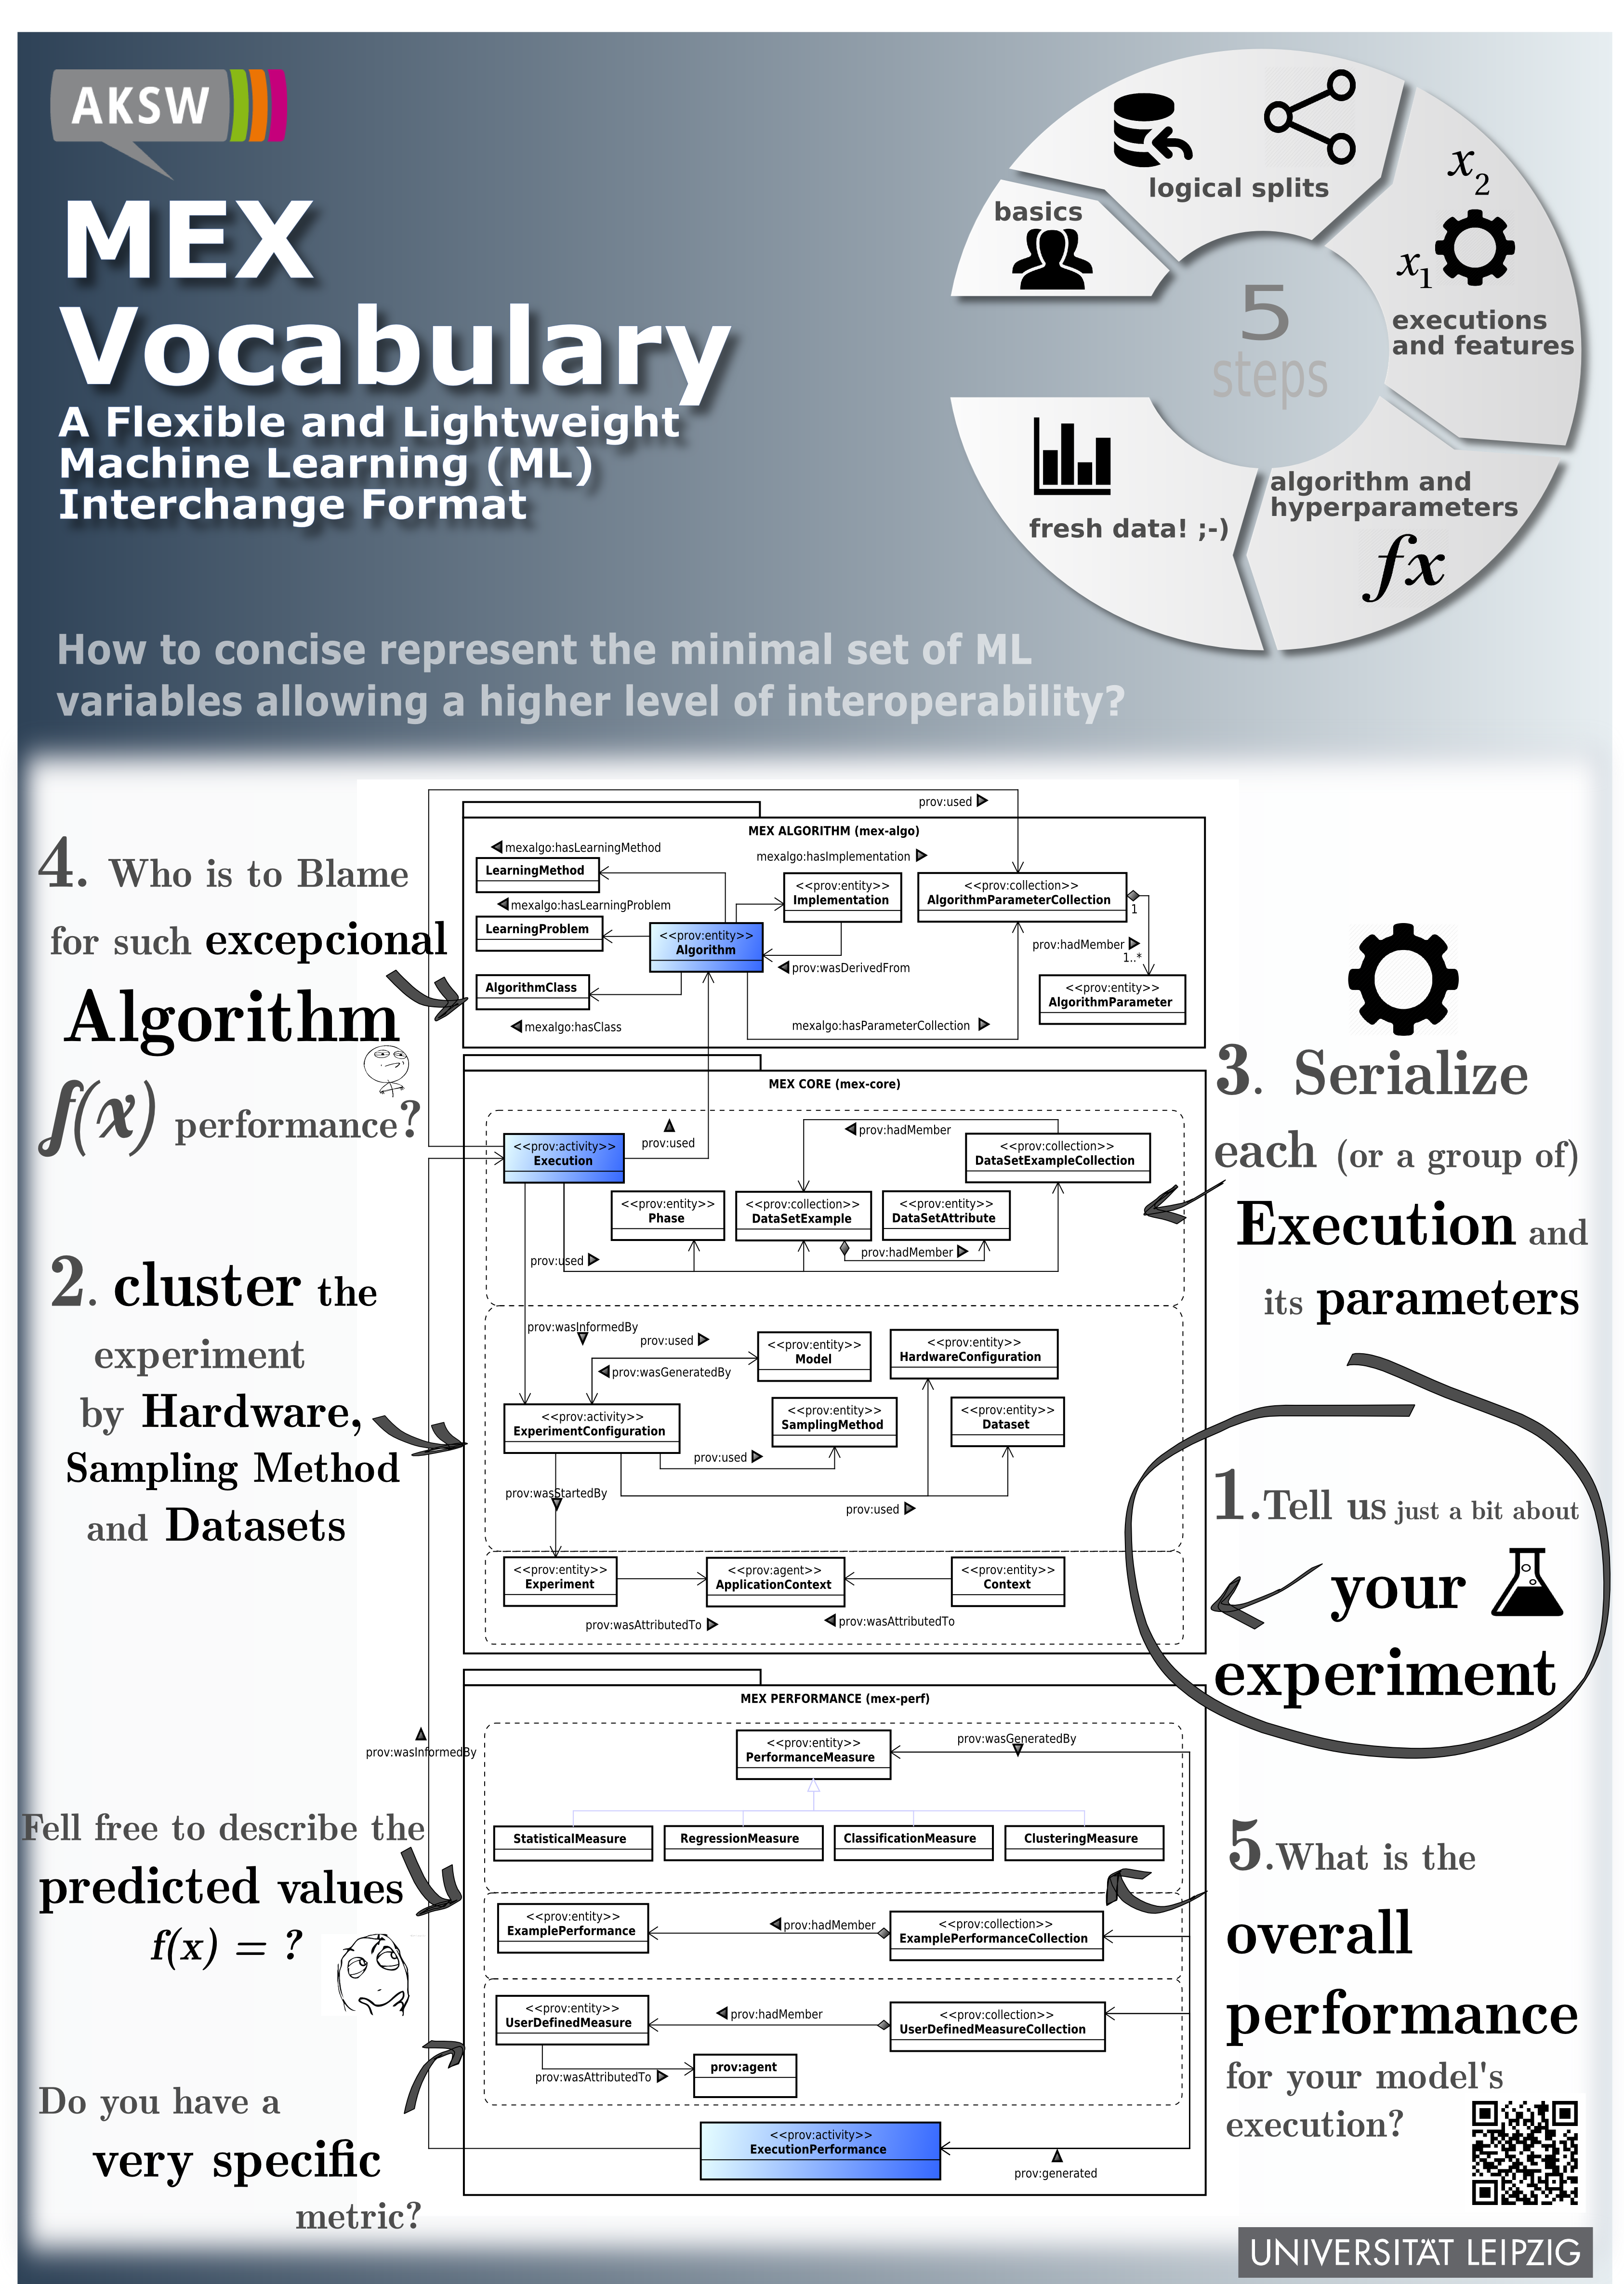 AKSW
MEX
Vocabulary
A Flexible and Lightweight
Machine Learning (ML)
Interchange Format
How to concise represent the minimal set of ML
variables allowing a higher level of interoperability?
5
steps
basics
logical splits
x2
x1
executions
and features
algorithm and
hyperparameters
fx
fresh data! ;-)
4. Who is to Blame
for such excepcional
Algorithm
f(x) performance?
2. cluster the
experiment
by Hardware,
Sampling Method
and Datasets
Fell free to describe the
predicted values
f(x) = ?
Do you have a
very specific
metric?
prov:used
MEX ALGORITHM (mex-algo)
mexalgo:hasLearningMethod
mexalgo:hasImplementation
LearningMethod
<<prov:entity>>
Implementation
<<prov:collection>>
AlgorithmParameterCollection
1
mexalgo:hasLearningProblem
LearningProblem
<<prov:entity>>
Algorithm
prov:hadMember
1..*
prov:wasDerivedFrom
AlgorithmClass
<<prov:entity>>
AlgorithmParameter
mexalgo:hasClass
mexalgo:hasParameterCollection
MEX CORE (mex-core)
prov:used
prov:hadMember
<<prov:activity>>
Execution
<<prov:collection>>
DataSetExampleCollection
<<prov:entity>>
Phase
<<prov:collection>>
DataSetExample
<<prov:entity>>
DataSetAttribute
prov:used
prov:hadMember
prov:wasInformedBy
prov:used
<<prov:entity>>
Model
<<prov:entity>>
HardwareConfiguration
prov:wasGeneratedBy
<<prov:activity>>
ExperimentConfiguration
<<prov:entity>>
SamplingMethod
<<prov:entity>>
Dataset
prov:used
prov:wasStartedBy
prov:used
<<prov:entity>>
Experiment
<<prov:agent>>
ApplicationContext
<<prov:entity>>
Context
prov:wasAttributedTo
prov:wasAttributedTo
MEX PERFORMANCE (mex-perf)
prov:wasInformedBy
<<prov:entity>>
PerformanceMeasure
prov:wasGeneratedBy
StatisticalMeasure
RegressionMeasure
ClassificationMeasure
ClusteringMeasure
<<prov:entity>>
ExamplePerformance
prov:hadMember
<<prov:collection>>
ExamplePerformanceCollection
<<prov:entity>>
UserDefinedMeasure
prov:hadMember
<<prov:collection>>
UserDefinedMeasureCollection
prov:agent
prov:wasAttributedTo
<<prov:activity>>
ExecutionPerformance
prov:generated
3. Serialize
each (or a group of)
Execution and
its parameters
1.Tell us just a bit about
your
experiment
5.What is the
overall
performance
for your model's
execution?
UNIVERSITÄT LEIPZIG